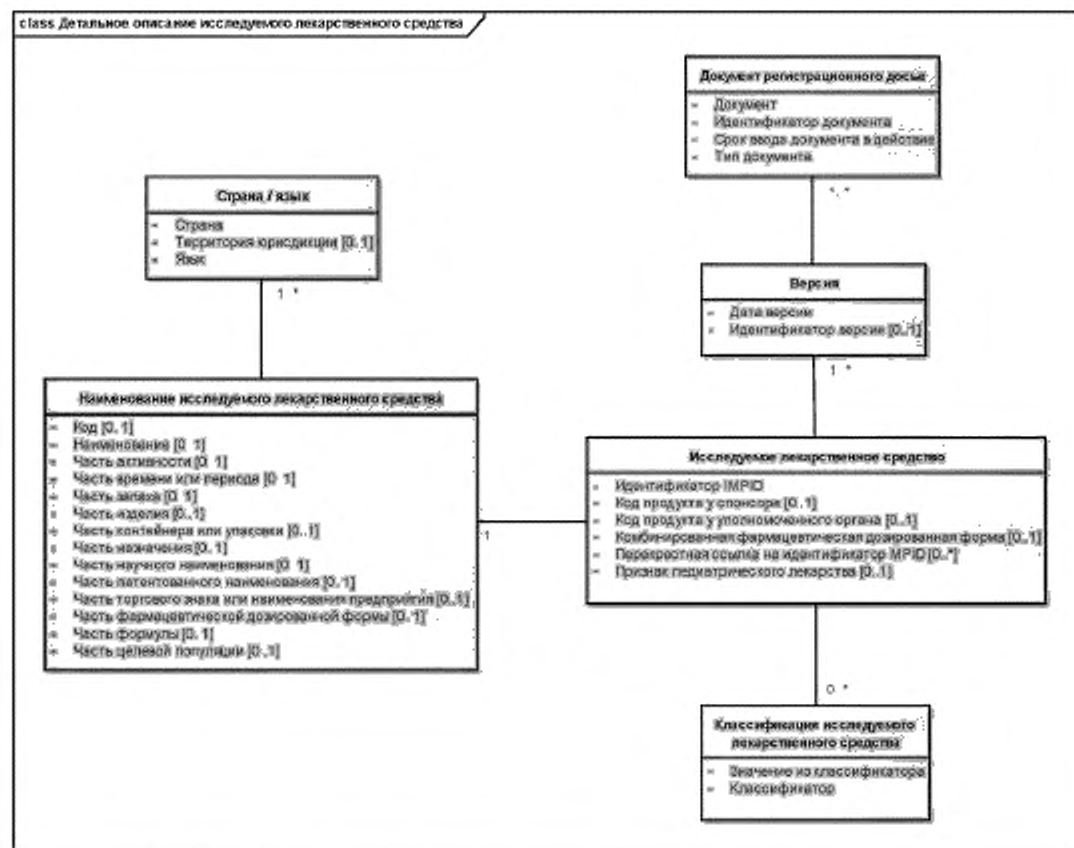 class Детальное описание исследуемого лекарственного средства
Документ регистрационного досье
- Документ
- Идентификатор документа
- Срок ввода документа в действие
- Тип документа
1..*
Страна / язык
- Страна
- Территория юрисдикции [0..1]
- Язык
1..*
Версия
- Дата версии
- Идентификатор версии [0..1]
1..*
Наименование исследуемого лекарственного средства
- Код [0..1]
- Наименование [0..1]
- Часть активности [0..1]
- Часть времени или периода [0..1]
- Часть запаха [0..1]
- Часть изделия [0..1]
- Часть контейнера или упаковки [0..1]
- Часть назначения [0..1]
- Часть научного наименования [0..1]
- Часть патентованного наименования [0..1]
- Часть торгового знака или наименования предприятия [0..1]
- Часть фармацевтической дозированной формы [0..1]
- Часть формулы [0..1]
- Часть целевой популяции [0..1]
1
Исследуемое лекарственное средство
- Идентификатор IMPID
- Код продукта у спонсора [0..1]
- Код продукта у уполномоченного органа [0..1]
- Комбинированная фармацевтическая дозированная форма [0..1]
- Перекрестная ссылка на идентификатор MPID [0..*]
- Признак педиатрического лекарства [0..1]
0..*
Классификация исследуемого
лекарственного средства
- Значение из классификатора
- Классификатор